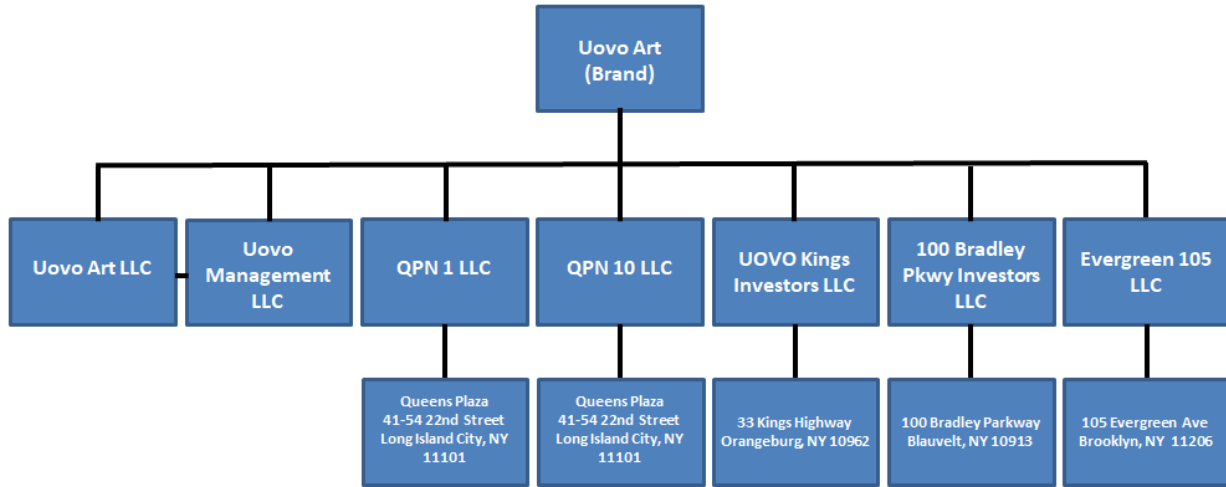 Uovo Art
(Brand)
Uovo Art LLC
Uovo
Management
LLC
QPN 1 LLC
QPN 10 LLC
UOVO Kings
Investors LLC
100 Bradley
Pkwy Investors
LLC
Evergreen 105
LLC
Queens Plaza
41-54 22nd Street
Long Island City, NY
11101
Queens Plaza
41-54 22nd Street
Long Island City, NY
11101
33 Kings Highway
Orangeburg, NY 10962
100 Bradley Parkway
Blauvelt, NY 10913
105 Evergreen Ave
Brooklyn, NY 11206